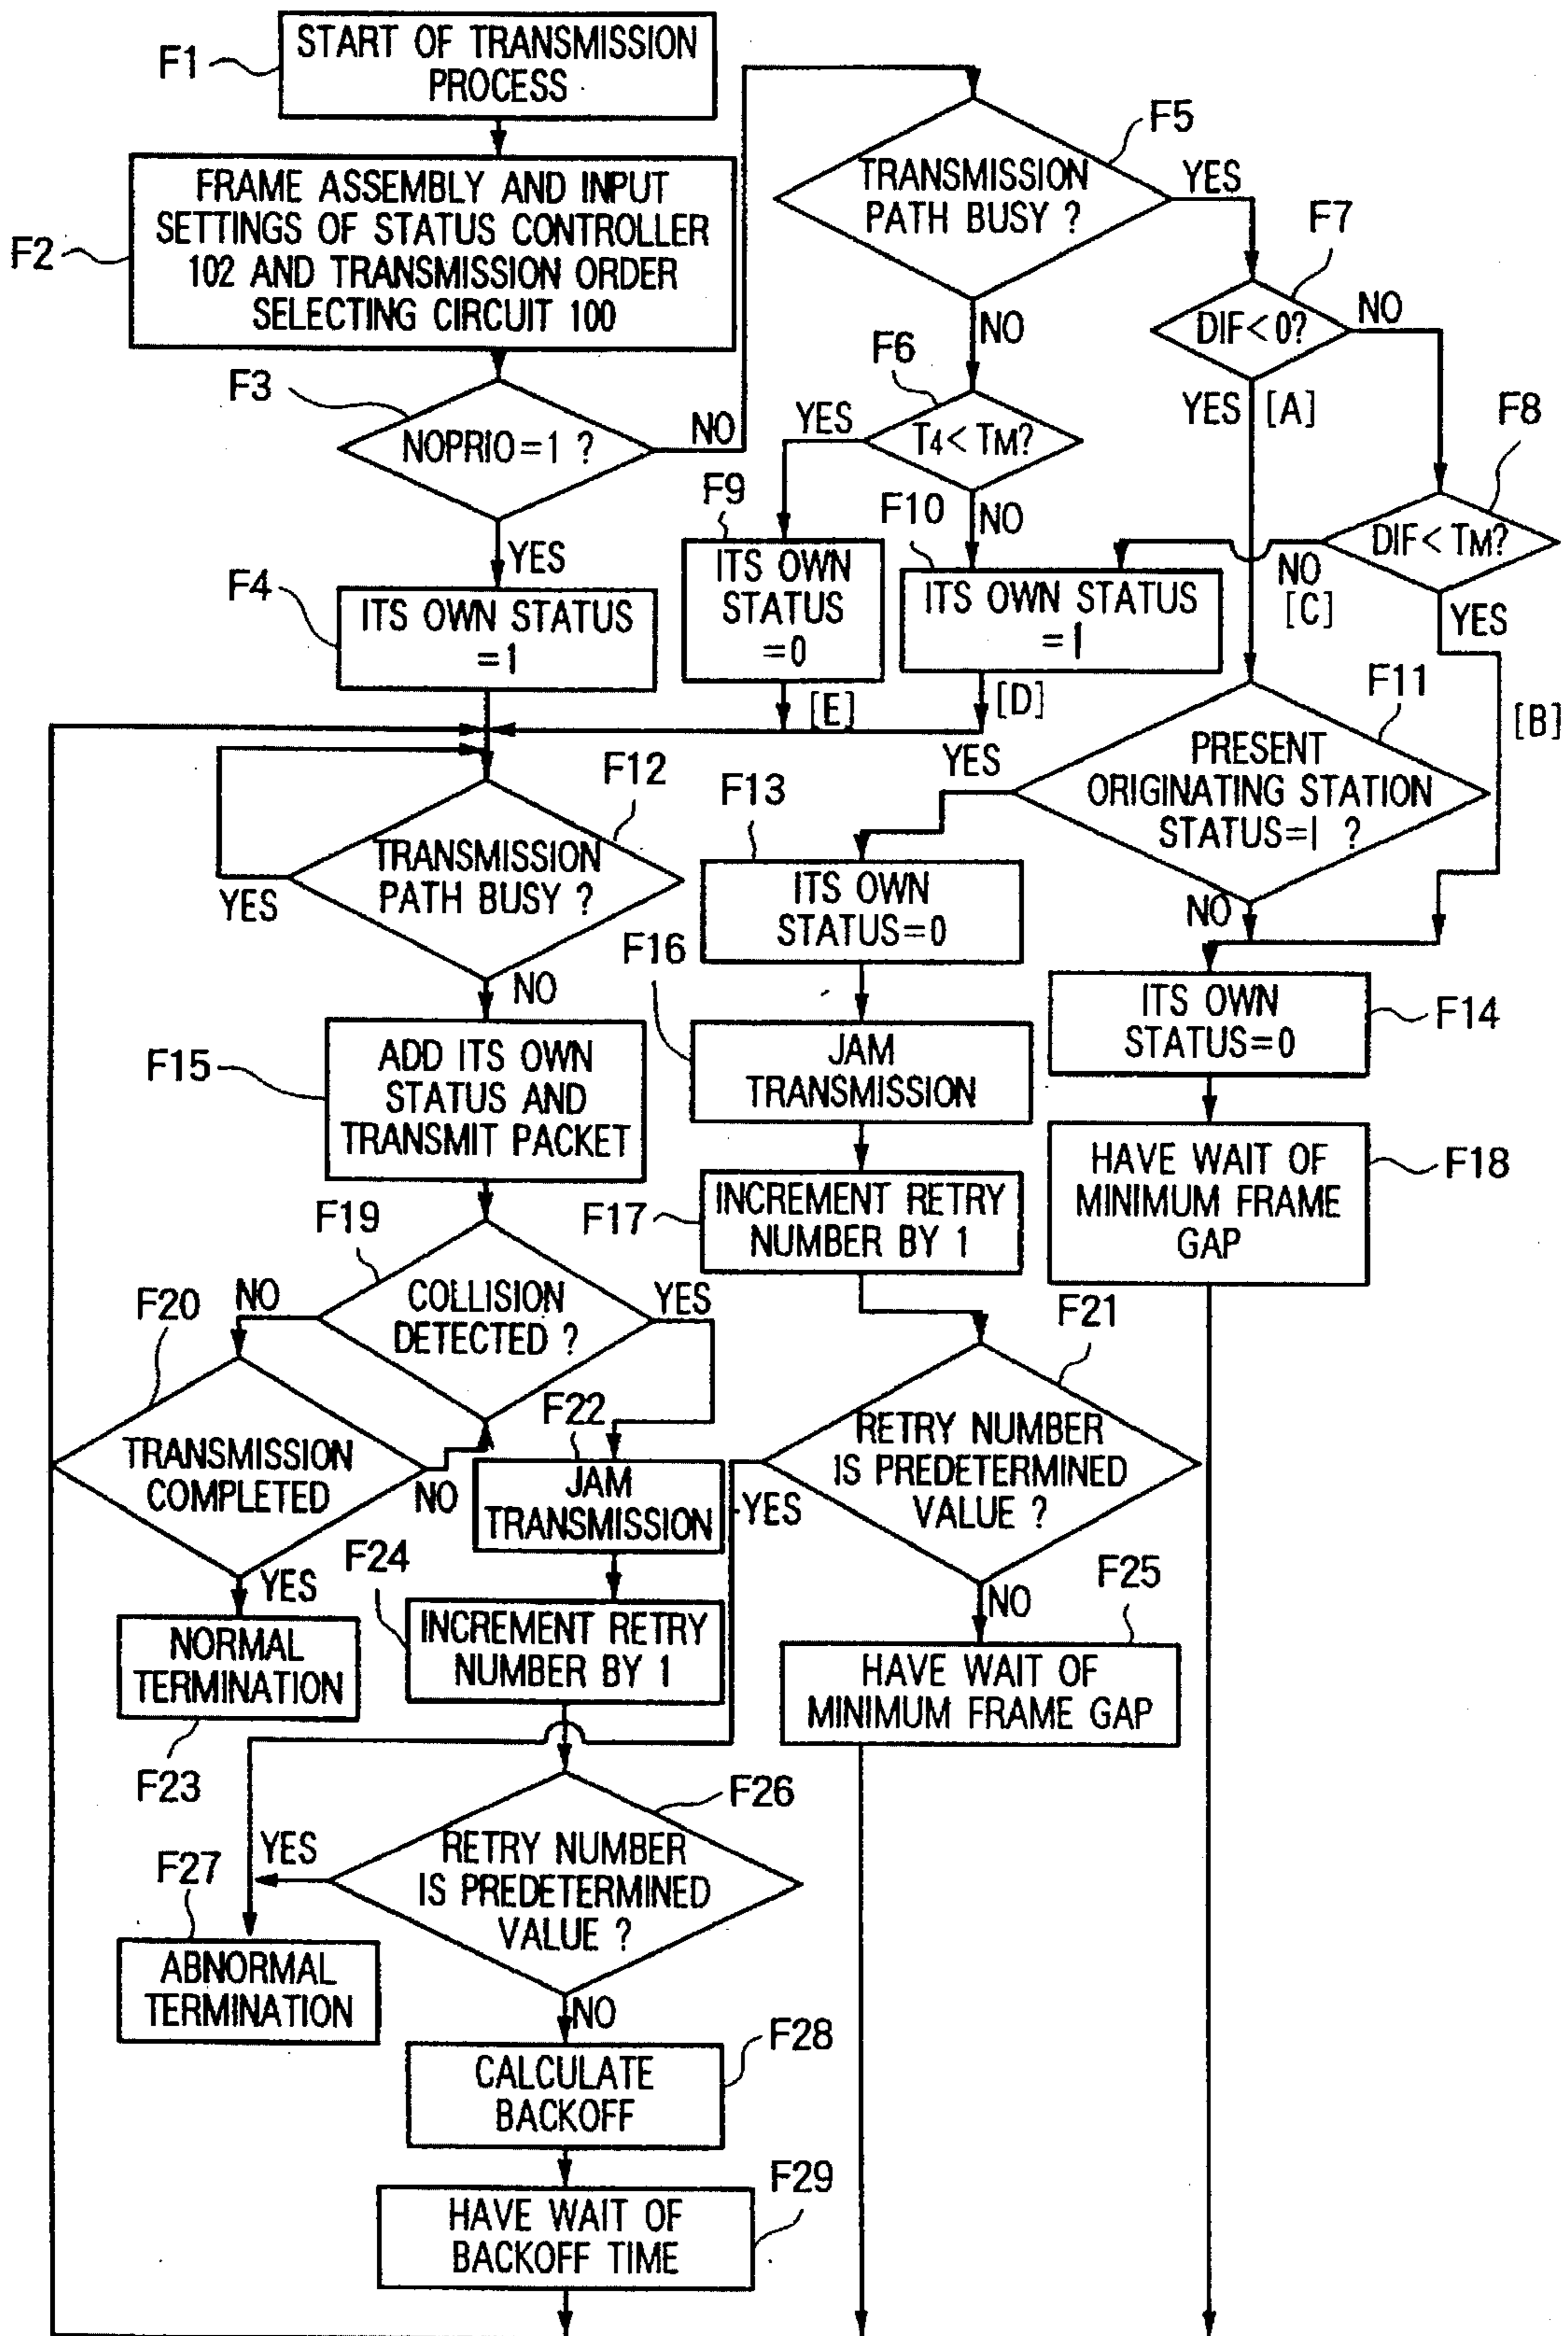 F1
START OF TRANSMISSION
PROCESS
F2
FRAME ASSEMBLY AND INPUT
SETTINGS OF STATUS CONTROLLER
102 AND TRANSMISSION ORDER
SELECTING CIRCUIT 100
F3
NOPRIO=1 ?
NO
YES
F4
ITS OWN STATUS
=1
F5
TRANSMISSION
PATH BUSY ?
YES
NO
F6
T4<TM?
YES
NO
F7
DIF<0?
NO
YES
[A]
F8
DIF<TM?
NO
[C]
YES
[B]
F9
ITS OWN
STATUS
=0
[E]
F10
ITS OWN STATUS
=1
[D]
F11
PRESENT
ORIGINATING STATION
STATUS=1 ?
YES
NO
F12
TRANSMISSION
PATH BUSY ?
YES
NO
F13
ITS OWN
STATUS=0
F14
ITS OWN
STATUS=0
F15
ADD ITS OWN
STATUS AND
TRANSMIT PACKET
F16
JAM
TRANSMISSION
F17
INCREMENT RETRY
NUMBER BY 1
F18
HAVE WAIT OF
MINIMUM FRAME
GAP
F19
COLLISION
DETECTED ?
NO
YES
F20
TRANSMISSION
COMPLETED
NO
YES
F21
RETRY NUMBER
IS PREDETERMINED
VALUE ?
YES
NO
F22
JAM
TRANSMISSION
F23
NORMAL
TERMINATION
F24
INCREMENT RETRY
NUMBER BY 1
F25
HAVE WAIT OF
MINIMUM FRAME GAP
F26
RETRY NUMBER
IS PREDETERMINED
VALUE ?
YES
NO
F27
ABNORMAL
TERMINATION
F28
CALCULATE
BACKOFF
F29
HAVE WAIT OF
BACKOFF TIME